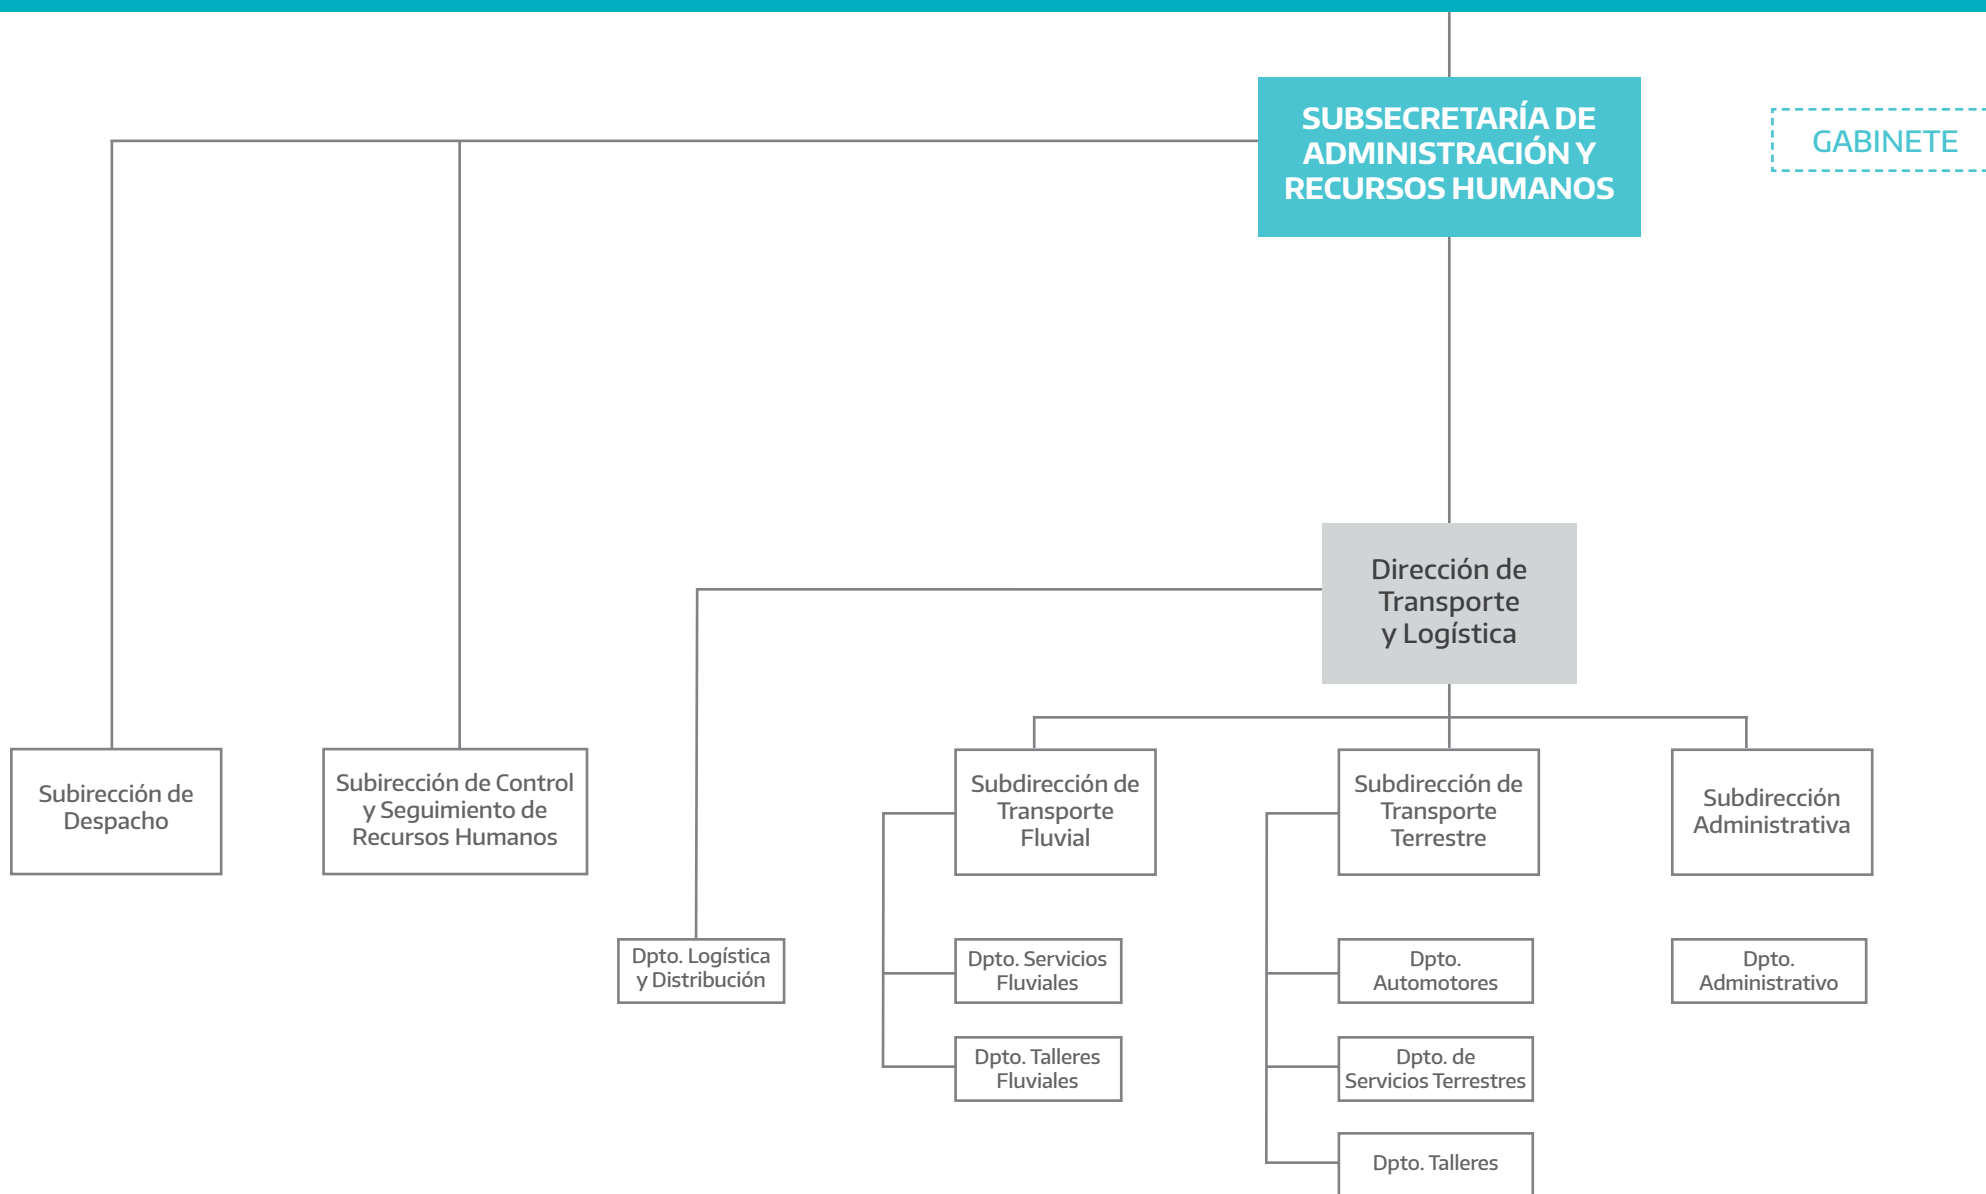 SUBSECRETARÍA DE
ADMINISTRACIÓN Y
RECURSOS HUMANOS
GABINETE
Dirección de
Transporte
y Logística
Subirección de
Despacho
Subirección de Control
y Seguimiento de
Recursos Humanos
Subdirección de
Transporte
Fluvial
Subdirección de
Transporte
Terrestre
Subdirección
Administrativa
Dpto. Logística
y Distribución
Dpto. Servicios
Fluviales
Dpto.
Automotores
Dpto.
Administrativo
Dpto. Talleres
Fluviales
Dpto. de
Servicios Terrestres
Dpto. Talleres